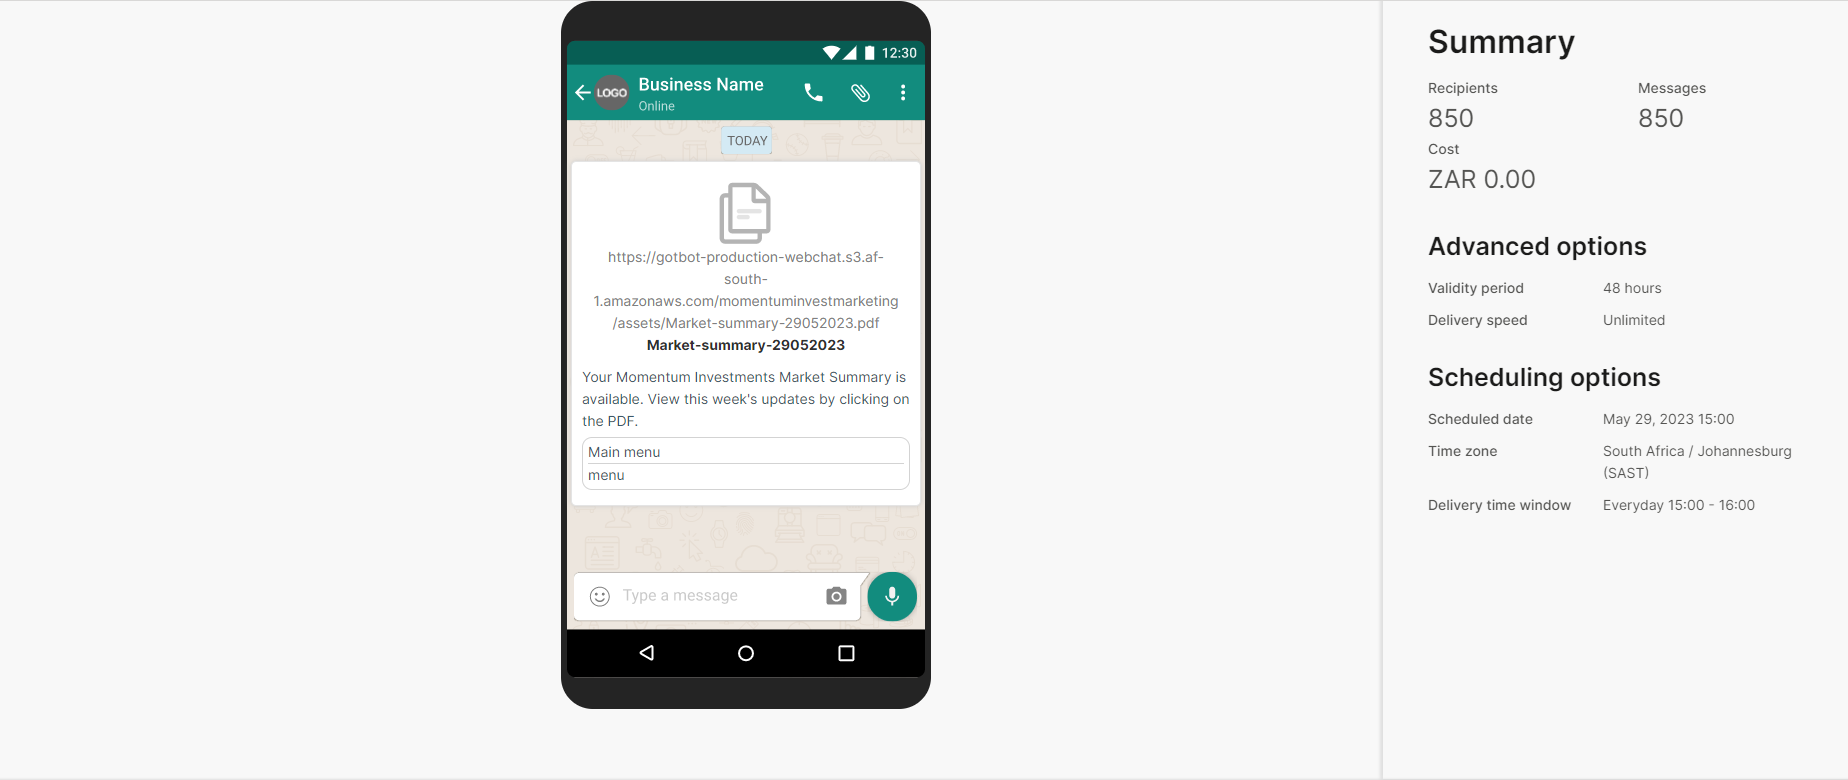 12:30
LOGO
Business Name
Online
TODAY
https://gotbot-production-webchat.s3.af-
south-
1.amazonaws.com/momentuminvestmarketing
/assets/Market-summary-29052023.pdf
Market-summary-29052023
Your Momentum Investments Market Summary is
available. View this week's updates by clicking on
the PDF.
Main menu
menu
Type a message
Summary
Recipients
Messages
850
850
Cost
ZAR 0.00
Advanced options
Validity period
48 hours
Delivery speed
Unlimited
Scheduling options
Scheduled date
May 29, 2023 15:00
Time zone
South Africa / Johannesburg
(SAST)
Delivery time window
Everyday 15:00 - 16:00